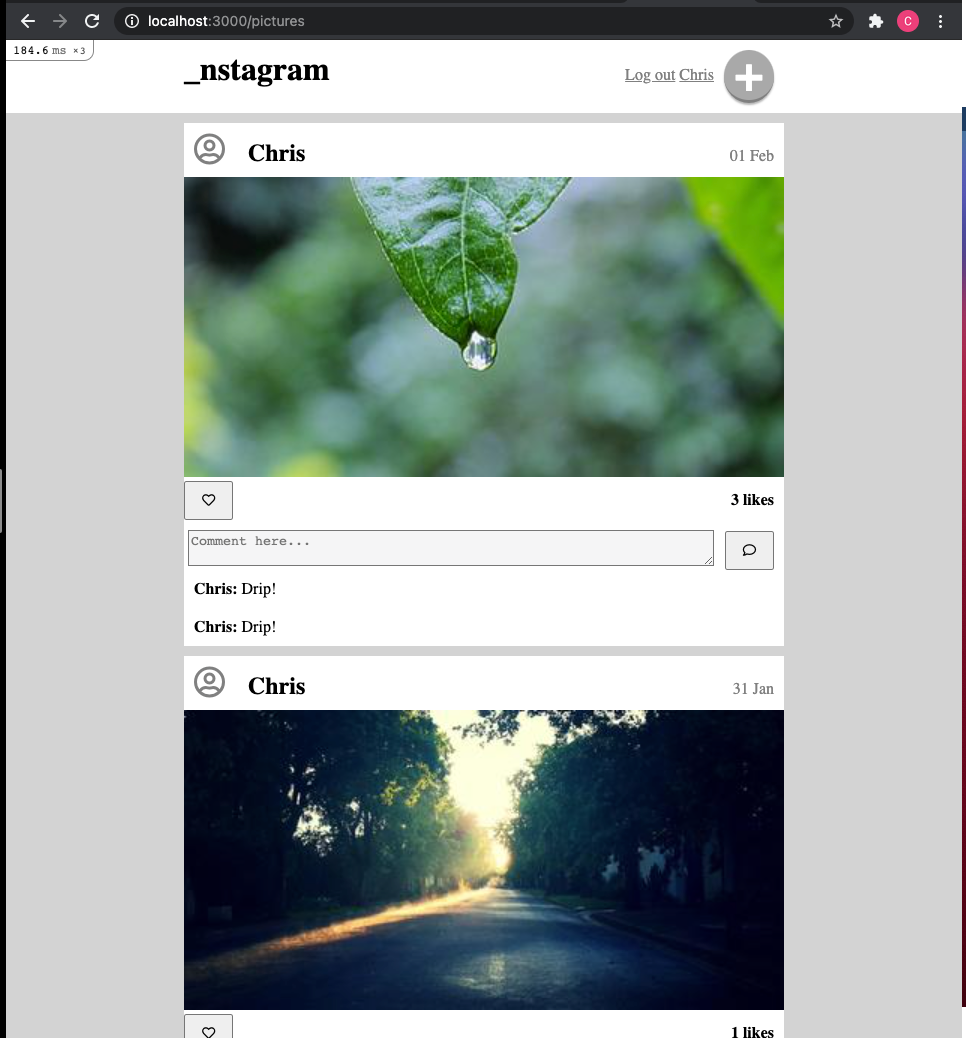 localhost:3000/pictures
C
184.6 ms ×3
_nstagram
Log out Chris
Chris
01 Feb
3 likes
Comment here...
Chris: Drip!
Chris: Drip!
Chris
31 Jan
1 likes